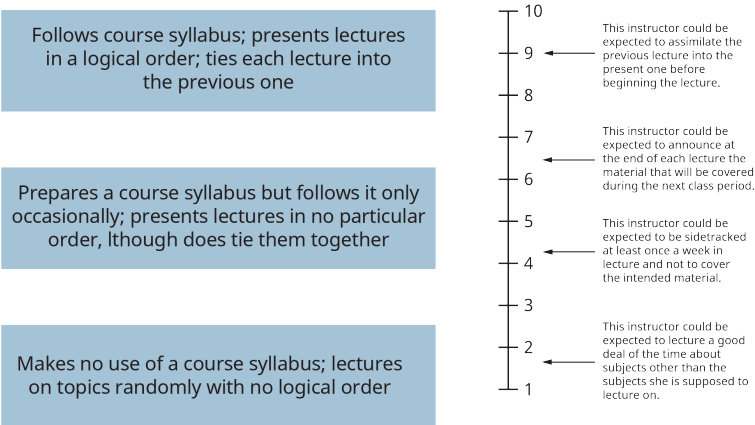 Follows course syllabus; presents lectures
in a logical order; ties each lecture into
the previous one
Prepares a course syllabus but follows it only
occasionally; presents lectures in no particular
order, lthough does tie them together
Makes no use of a course syllabus; lectures
on topics randomly with no logical order
10
9
8
7
6
5
4
3
2
1
This instructor could be
expected to assimilate the
previous lecture into the
present one before
beginning the lecture.
This instructor could be
expected to announce at
the end of each lecture the
material that will be covered
during the next class period.
This instructor could be
expected to be sidetracked
at least once a week in
lecture and not to cover
the intended material.
This instructor could be
expected to lecture a good
deal of the time about
subjects other than the
subjects she is supposed to
lecture on.